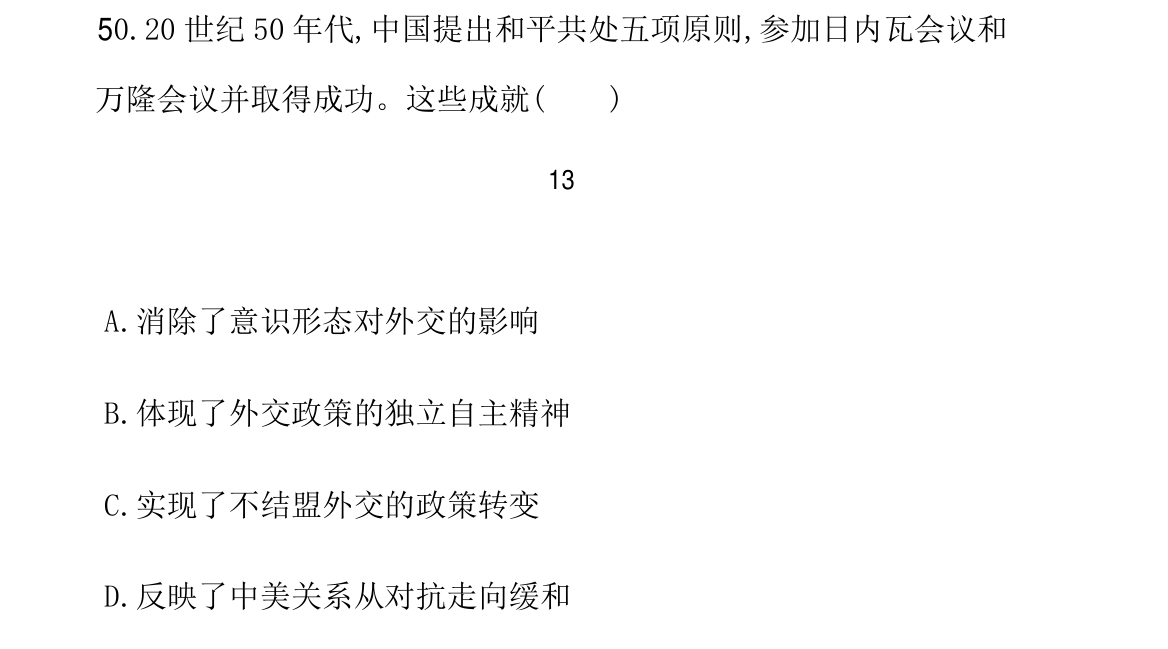 50.20 世纪 50 年代,中国提出和平共处五项原则,参加日内瓦会议和
万隆会议并取得成功。这些成就(　　)
13
A.消除了意识形态对外交的影响
B.体现了外交政策的独立自主精神
C.实现了不结盟外交的政策转变
D.反映了中美关系从对抗走向缓和